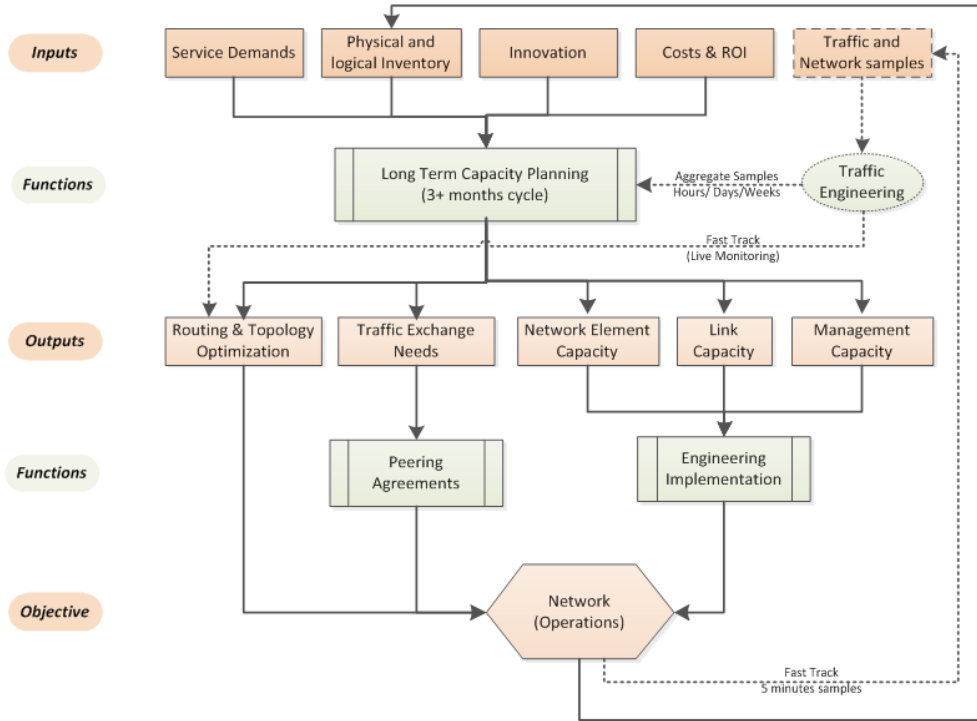 Inputs
Service Demands
Physical and
logical Inventory
Innovation
Costs & ROI
Traffic and
Network samples
Functions
Long Term Capacity Planning
(3+ months cycle)
Aggregate Samples
Hours/ Days/Weeks
Traffic
Engineering
Fast Track
(Live Monitoring)
Outputs
Routing & Topology
Optimization
Traffic Exchange
Needs
Network Element
Capacity
Link
Capacity
Management
Capacity
Functions
Peering
Agreements
Engineering
Implementation
Objective
Network
(Operations)
Fast Track
5 minutes samples